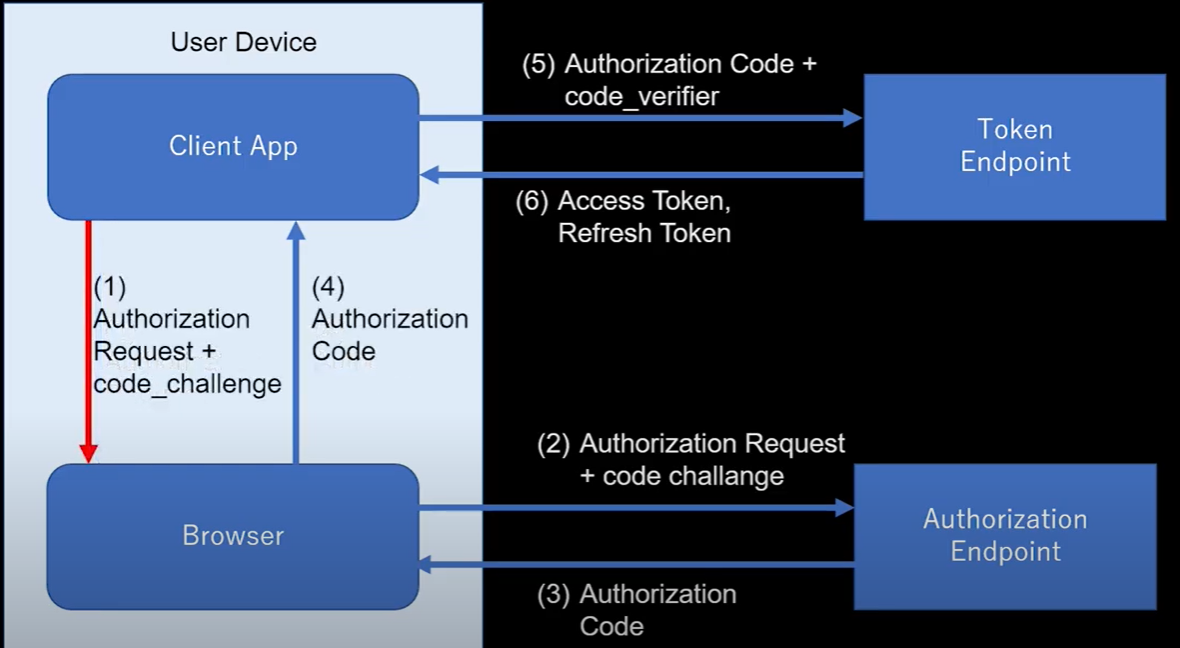 User Device
Client App
(5) Authorization Code +
code_verifier
Token
Endpoint
(6) Access Token,
Refresh Token
(1)
Authorization
Request +
code_challenge
(4)
Authorization
Code
(2) Authorization Request
+ code challange
Browser
Authorization
Endpoint
(3) Authorization
Code